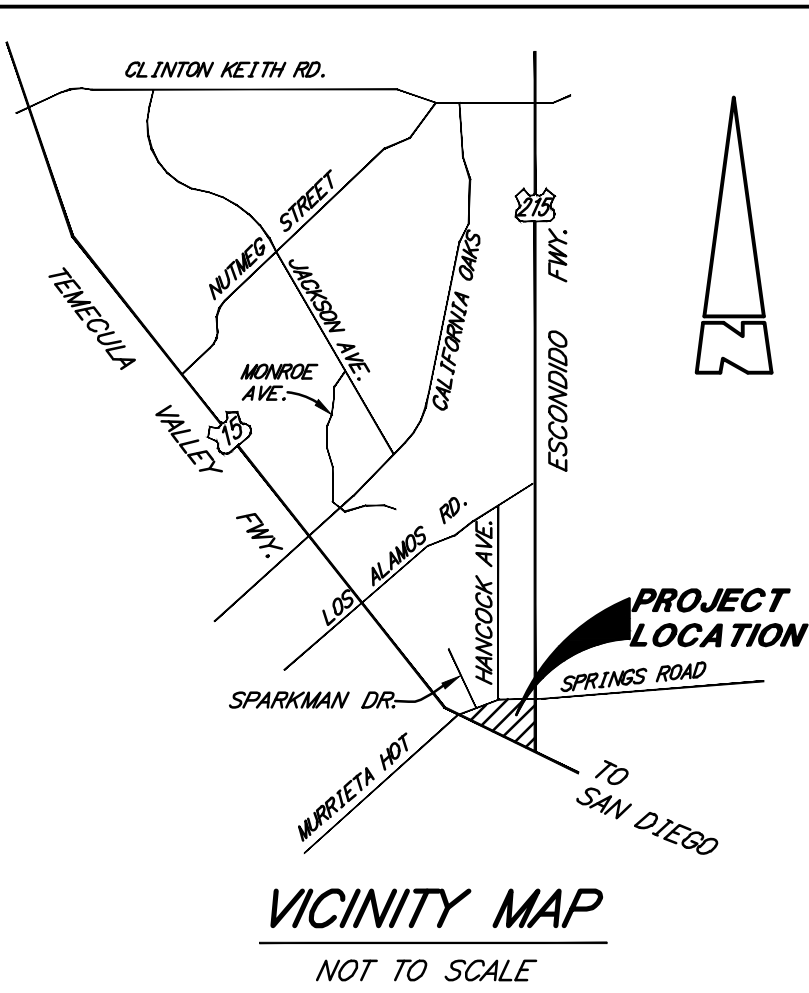 CLINTON KEITH RD.
NUTMEG STREET
JACKSON AVE.
CALIFORNIA OAKS
215
ESCONDIDO FWY.
N
TEMECULA VALLEY FWY.
15
MONROE
AVE.
LOS ALAMOS RD.
HANCOCK AVE.
PROJECT
LOCATION
SPARKMAN DR.
MURRIETA HOT SPRINGS ROAD
TO
SAN DIEGO
VICINITY MAP
NOT TO SCALE